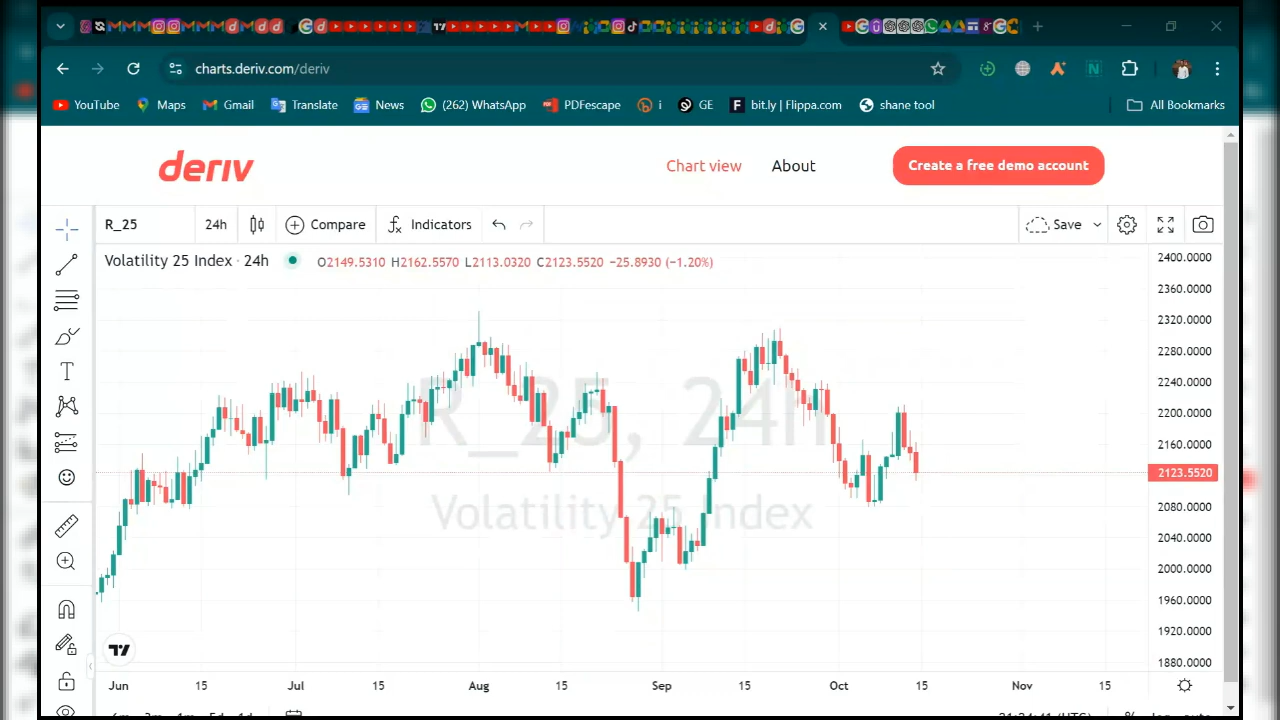 charts.deriv.com/deriv
YouTube Maps Gmail Translate News (262) WhatsApp PDFescape i GE bit.ly | Flippa.com shane tool All Bookmarks
deriv Chart view About Create a free demo account
R_25 24h Compare Indicators Save
Volatility 25 Index · 24h O2149.5310 H2162.5570 L2113.0320 C2123.5520 −25.8930 (−1.20%)
2400.0000
2360.0000
2320.0000
2280.0000
2240.0000
2200.0000
2160.0000
2123.5520
2080.0000
2040.0000
2000.0000
1960.0000
1920.0000
1880.0000
R_25, 24h
Volatility 25 Index
Jun 15 Jul 15 Aug 15 Sep 15 Oct 15 Nov 15